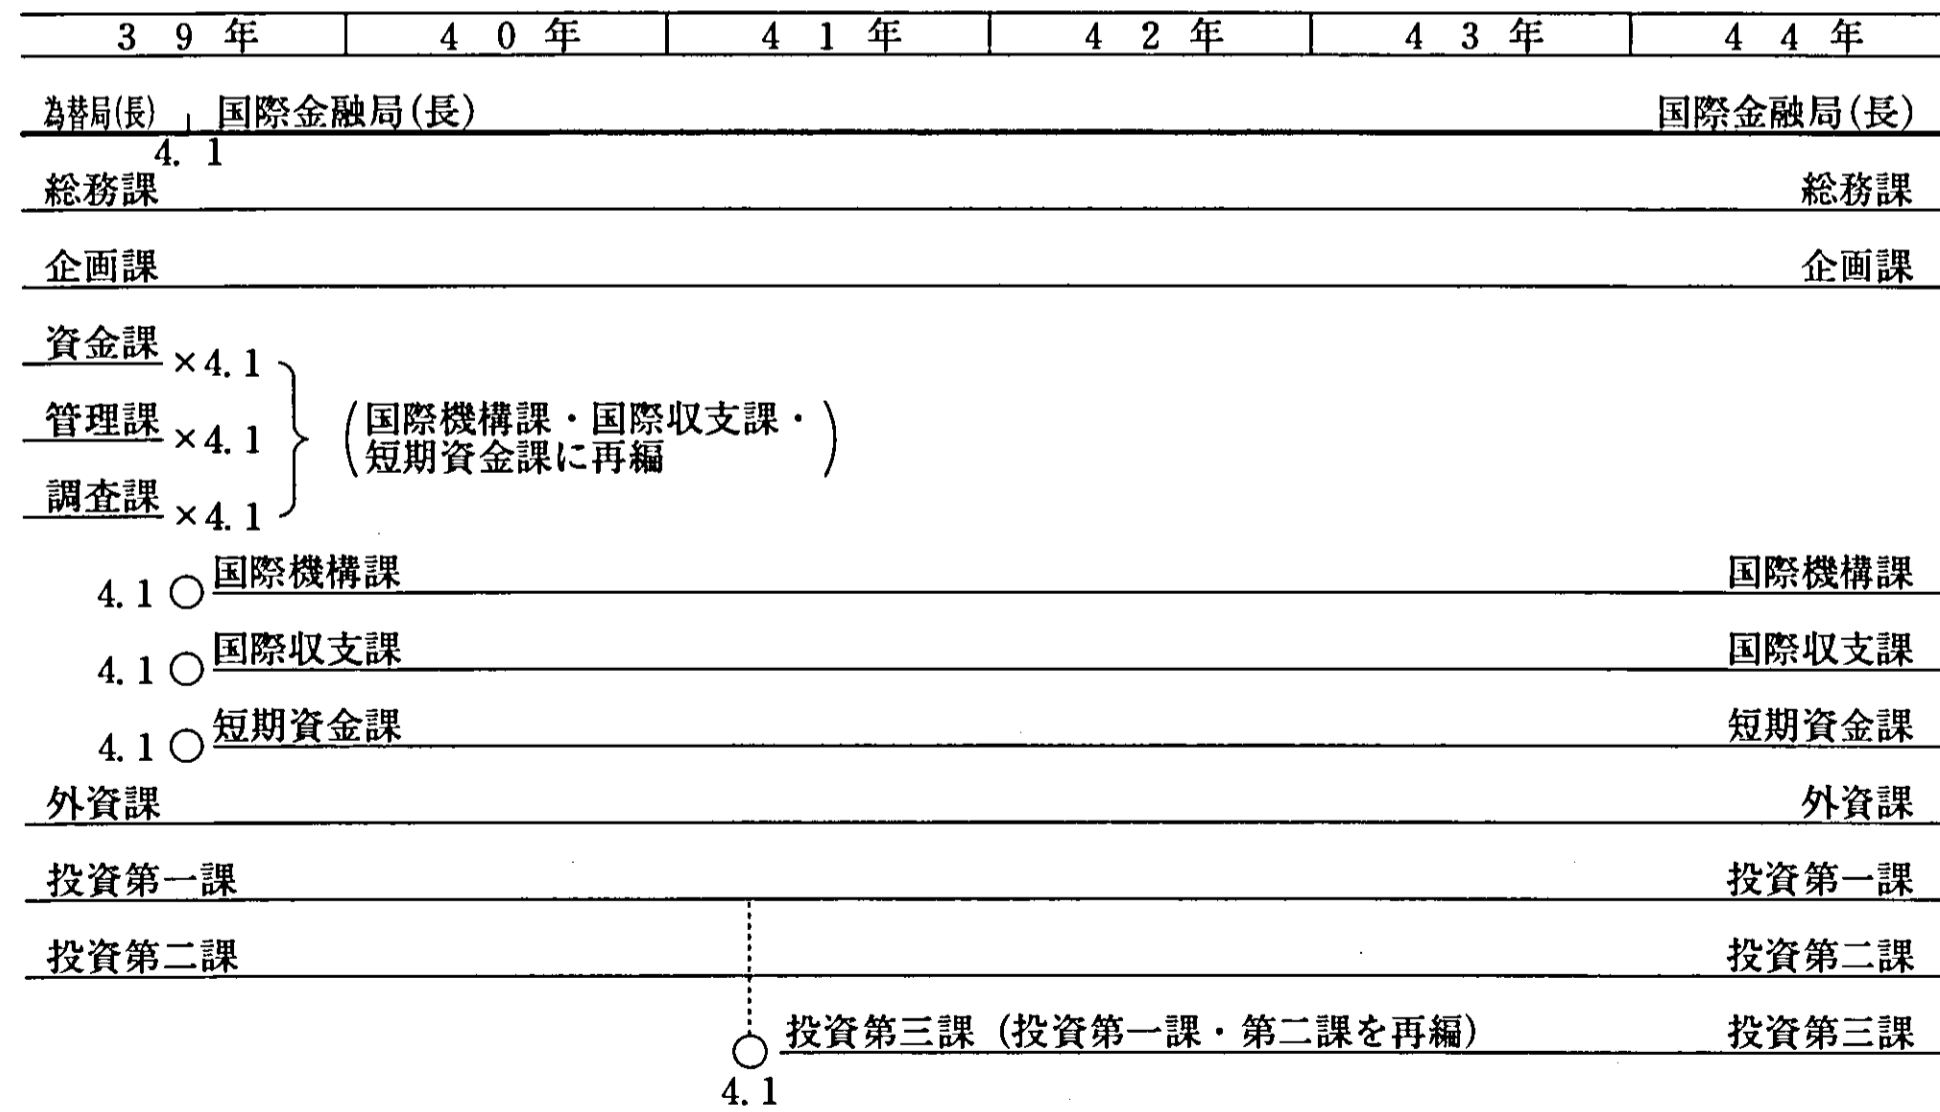 39年 40年 41年 42年 43年 44年
為替局(長) 国際金融局(長) 国際金融局(長)
4.1
総務課 総務課
企画課 企画課
資金課 ×4.1
管理課 ×4.1
調査課 ×4.1
(国際機構課・国際収支課・
短期資金課に再編)
4.1 ○ 国際機構課 国際機構課
4.1 ○ 国際収支課 国際収支課
4.1 ○ 短期資金課 短期資金課
外資課 外資課
投資第一課 投資第一課
投資第二課 投資第二課
○ 投資第三課 (投資第一課・第二課を再編) 投資第三課
4.1